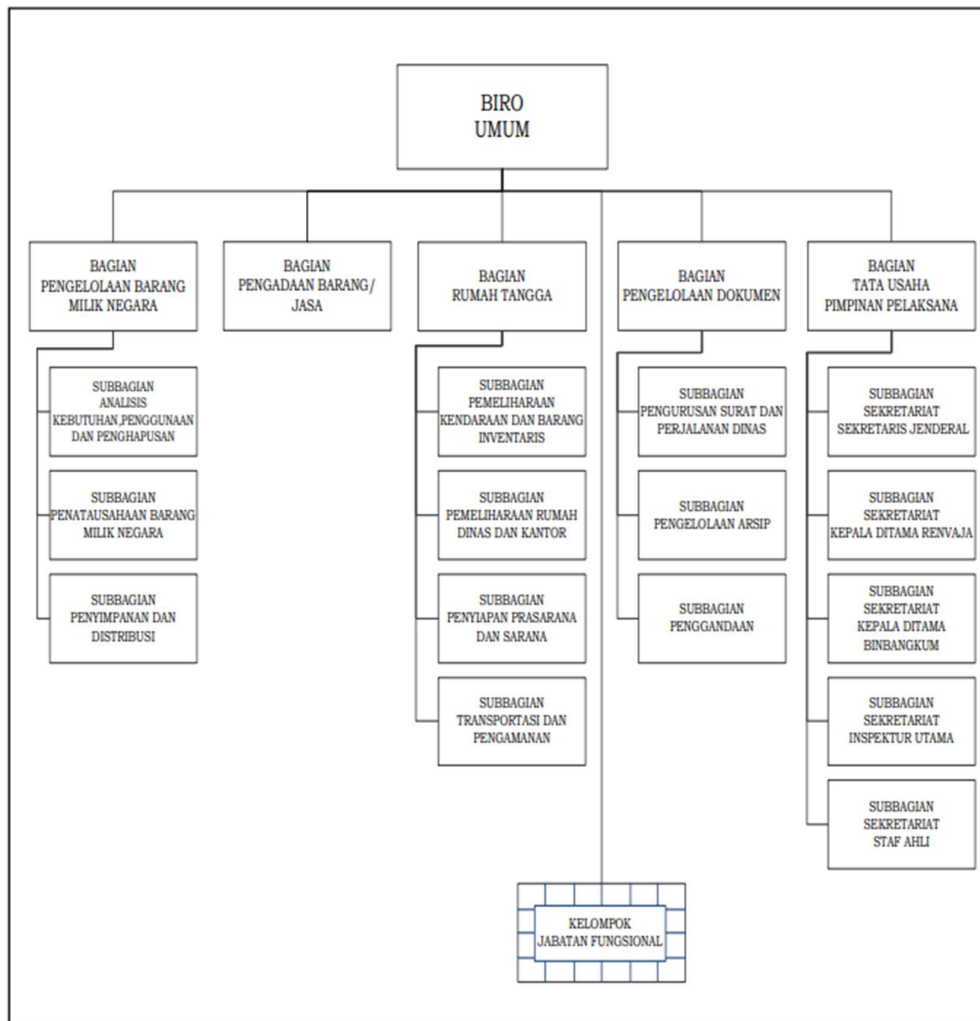 BIRO
UMUM
BAGIAN
PENGELOLAAN BARANG
MILIK NEGARA
BAGIAN
PENGADAAN BARANG/
JASA
BAGIAN
RUMAH TANGGA
BAGIAN
PENGELOLAAN DOKUMEN
BAGIAN
TATA USAHA
PIMPINAN PELAKSANA
SUBBAGIAN
ANALISIS
KEBUTUHAN,PENGGUNAAN
DAN PENGHAPUSAN
SUBBAGIAN
PENATAUSAHAAN BARANG
MILIK NEGARA
SUBBAGIAN
PENYIMPANAN DAN
DISTRIBUSI
SUBBAGIAN
PEMELIHARAAN
KENDARAAN DAN BARANG
INVENTARIS
SUBBAGIAN
PEMELIHARAAN RUMAH
DINAS DAN KANTOR
SUBBAGIAN
PENYIAPAN PRASARANA
DAN SARANA
SUBBAGIAN
TRANSPORTASI DAN
PENGAMANAN
SUBBAGIAN
PENGURUSAN SURAT DAN
PERJALANAN DINAS
SUBBAGIAN
PENGELOLAAN ARSIP
SUBBAGIAN
PENGGANDAAN
SUBBAGIAN
SEKRETARIAT
SEKRETARIS JENDERAL
SUBBAGIAN
SEKRETARIAT
KEPALA DITAMA RENVAJA
SUBBAGIAN
SEKRETARIAT
KEPALA DITAMA
BINBANGKUM
SUBBAGIAN
SEKRETARIAT
INSPEKTUR UTAMA
SUBBAGIAN
SEKRETARIAT
STAF AHLI
KELOMPOK
JABATAN FUNGSIONAL